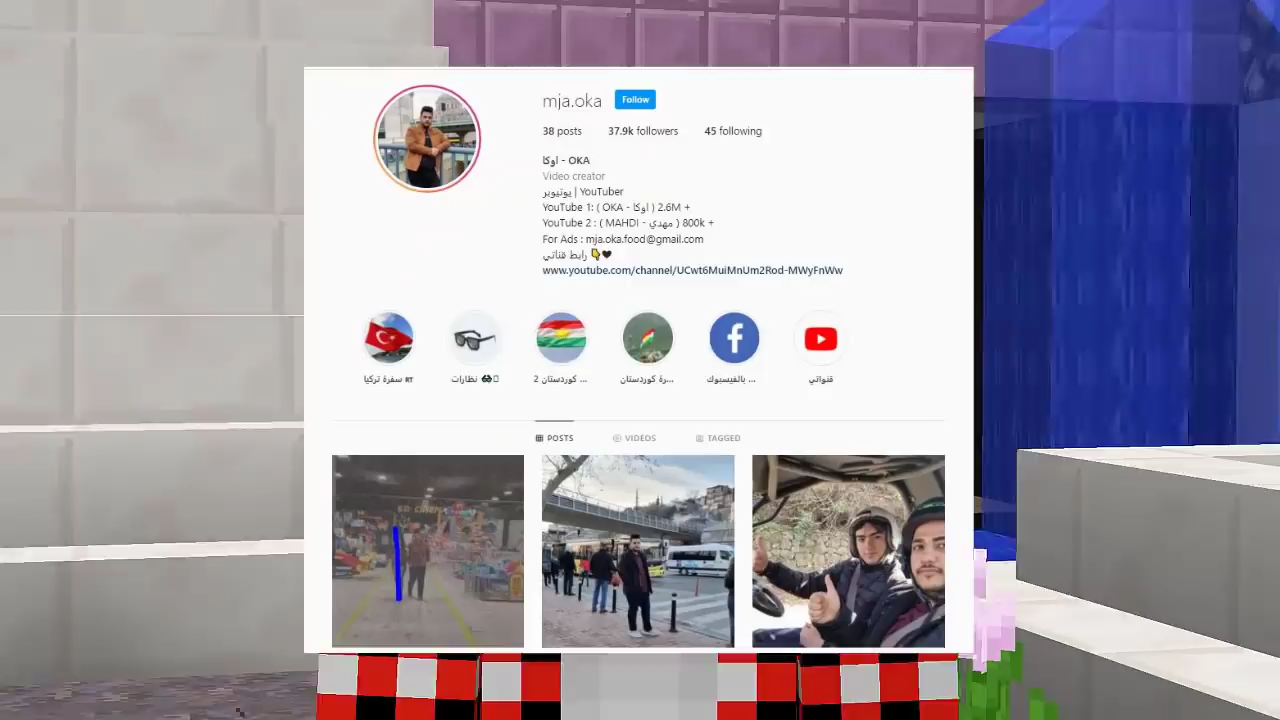 mja.oka Follow
38 posts 37.9k followers 45 following
اوكا - OKA
Video creator
يوتيوبر | YouTuber
YouTube 1: ( OKA - اوكا ) 2.6M +
YouTube 2 : ( MAHDI - مهدي ) 800k +
For Ads : mja.oka.food@gmail.com
رابط قناتي 👇🖤
www.youtube.com/channel/UCwt6MuiMnUm2Rod-MWyFnWw
سفرة تركيا
نظارات 🕶
كوردستان 2 ...
رة كوردستان...
بالفيسبوك ...
قنواتي
POSTS VIDEOS TAGGED